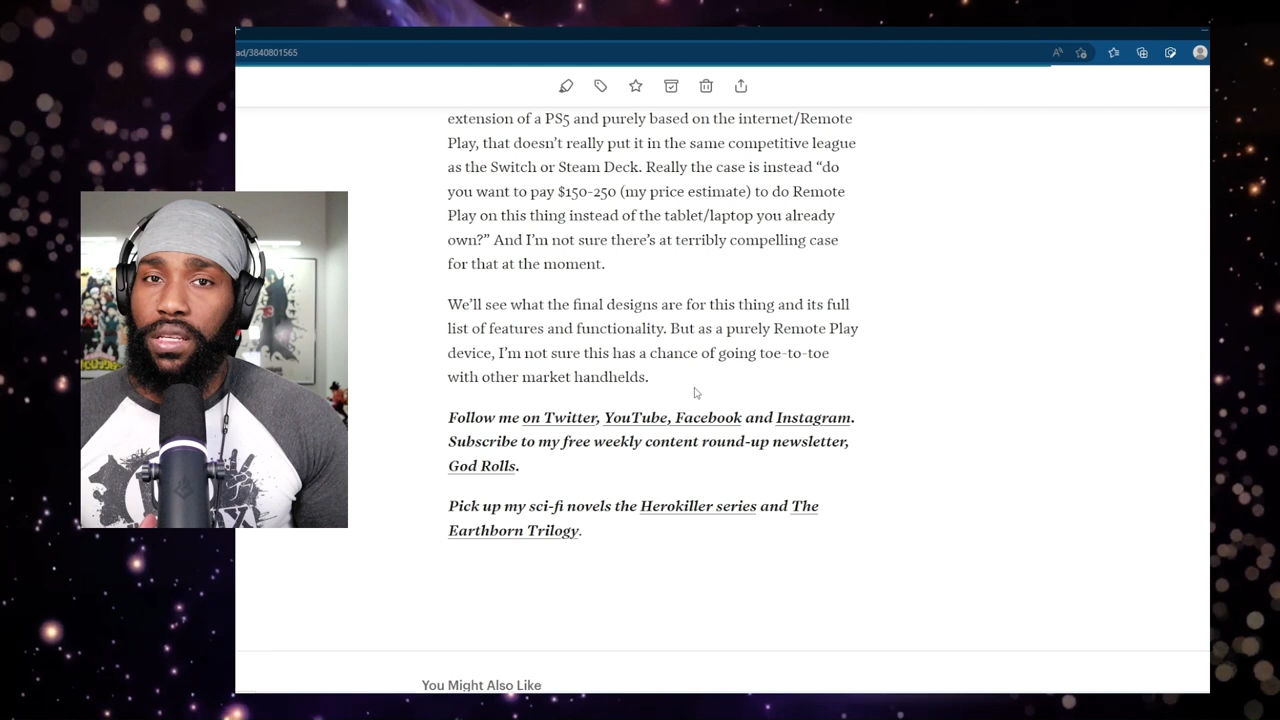 ad/3840801565
extension of a PS5 and purely based on the internet/Remote
Play, that doesn’t really put it in the same competitive league
as the Switch or Steam Deck. Really the case is instead “do
you want to pay $150-250 (my price estimate) to do Remote
Play on this thing instead of the tablet/laptop you already
own?” And I’m not sure there’s at terribly compelling case
for that at the moment.
We’ll see what the final designs are for this thing and its full
list of features and functionality. But as a purely Remote Play
device, I’m not sure this has a chance of going toe-to-toe
with other market handhelds.
Follow me on Twitter, YouTube, Facebook and Instagram.
Subscribe to my free weekly content round-up newsletter,
God Rolls.
Pick up my sci-fi novels the Herokiller series and The
Earthborn Trilogy.
You Might Also Like